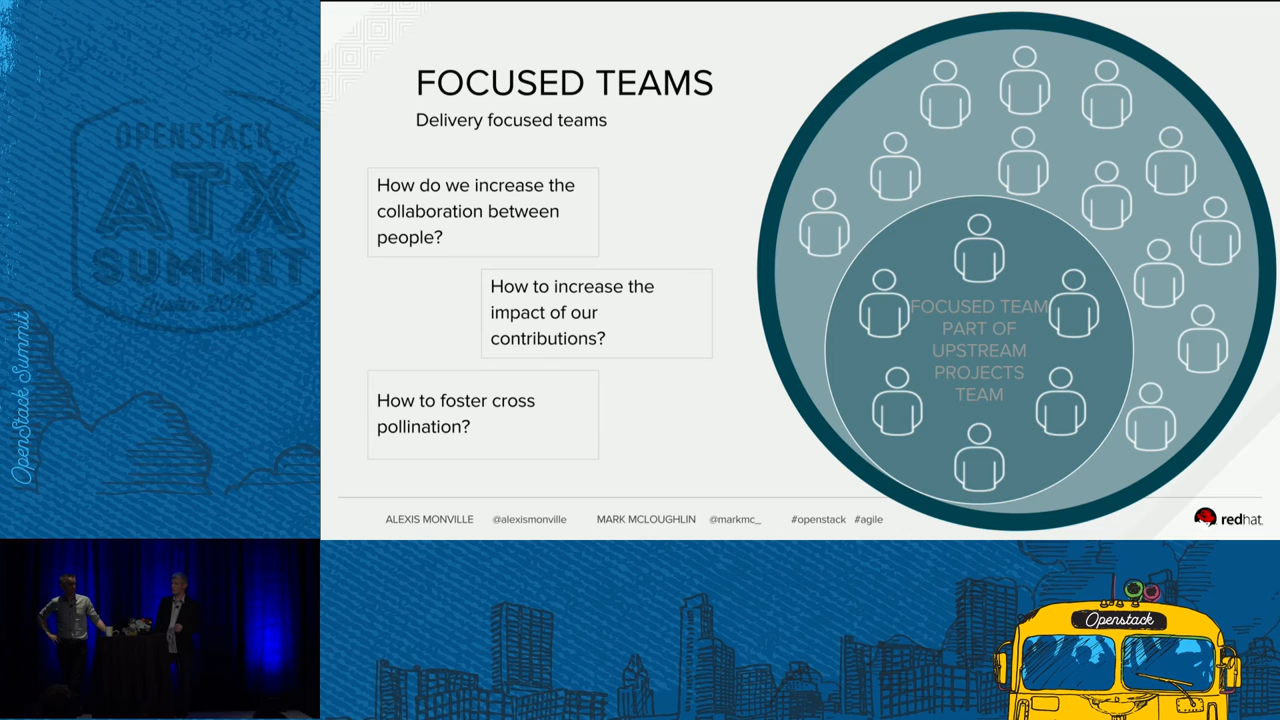 OPENSTACK
ATX
SUMMIT
Austin 2016
OpenStack Summit
FOCUSED TEAMS
Delivery focused teams
How do we increase the
collaboration between
people?
How to increase the
impact of our
contributions?
How to foster cross
pollination?
FOCUSED TEAM
PART OF
UPSTREAM
PROJECTS
TEAM
ALEXIS MONVILLE @alexismonville MARK MCLOUGHLIN @markmc_ #openstack #agile
redhat.
Openstack